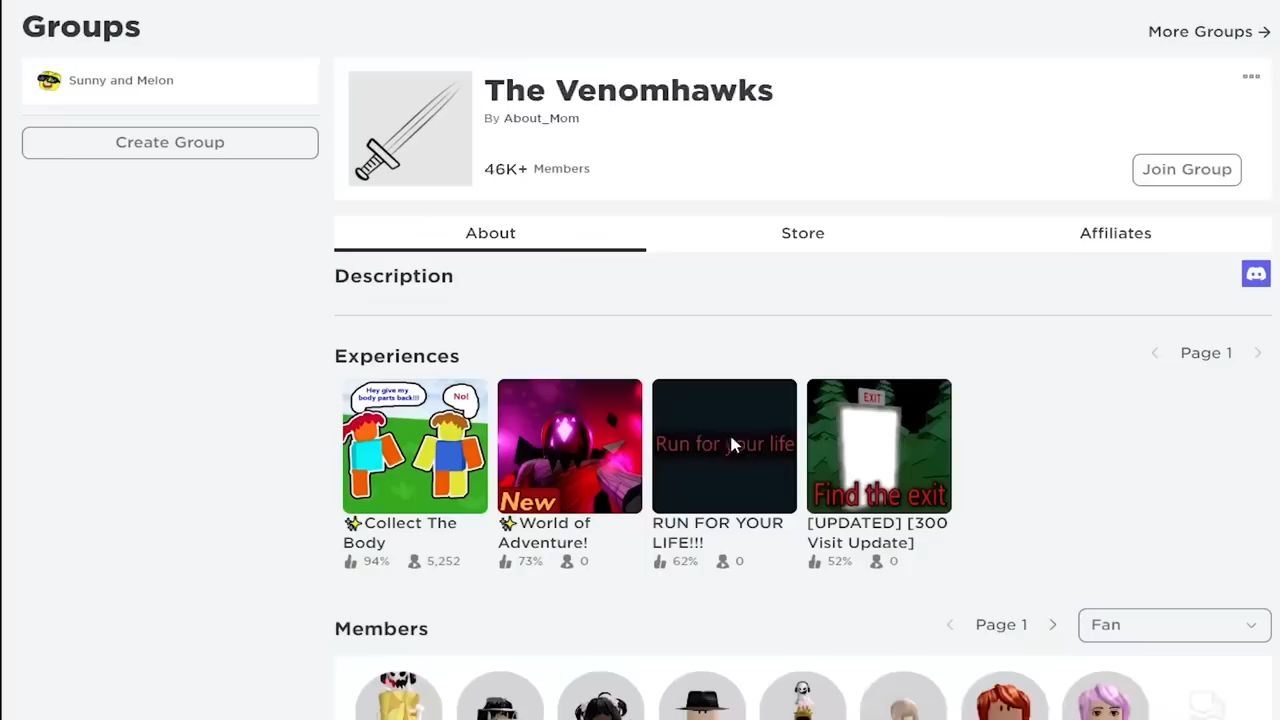 Groups
More Groups →
Sunny and Melon
Create Group
The Venomhawks
By About_Mom
46K+ Members
Join Group
About
Store
Affiliates
Description
Experiences
Page 1
Hey give my
body parts back!!!
No!
New
Run for your life
EXIT
Find the exit
✨Collect The
Body
94% 5,252
✨World of
Adventure!
73% 0
RUN FOR YOUR
LIFE!!!
62% 0
[UPDATED] [300
Visit Update]
52% 0
Members
Page 1
Fan